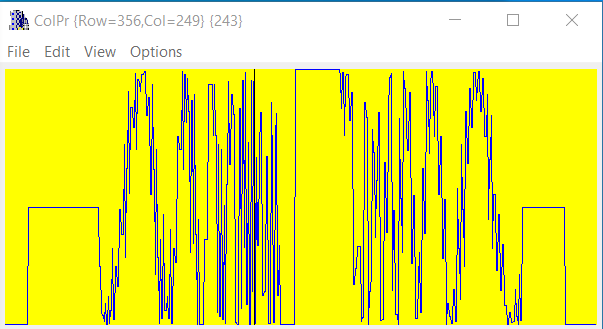 ColPr {Row=356,Col=249} {243}
File Edit View Options